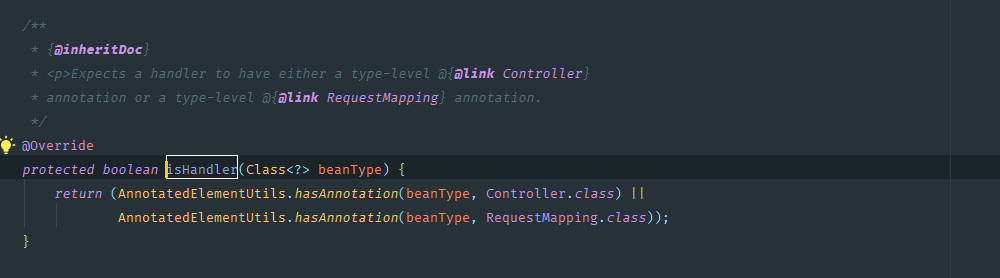 /**
 * {@inheritDoc}
 * <p>Expects a handler to have either a type-level @{@link Controller}
 * annotation or a type-level @{@link RequestMapping} annotation.
 */
@Override
protected boolean isHandler(Class<?> beanType) {
    return (AnnotatedElementUtils.hasAnnotation(beanType, Controller.class) ||
            AnnotatedElementUtils.hasAnnotation(beanType, RequestMapping.class));
}